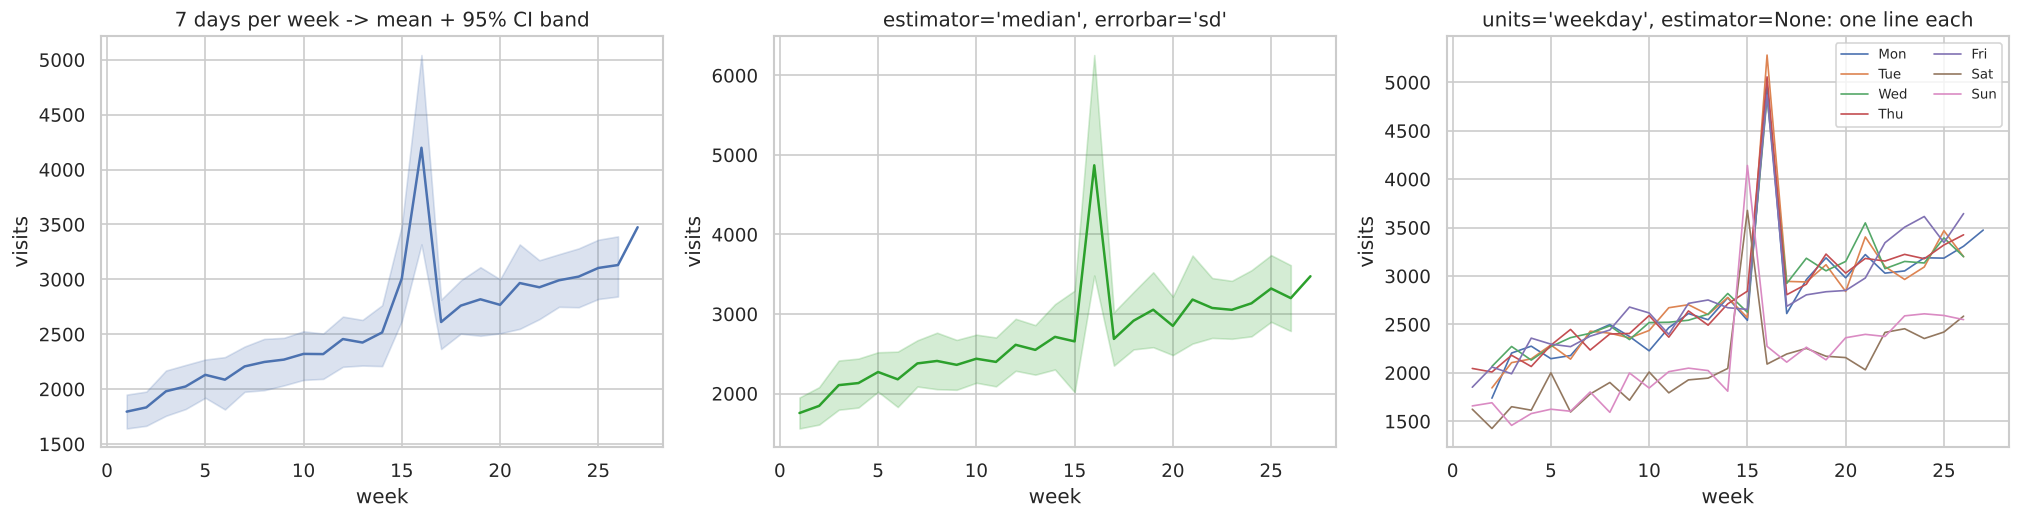 7 days per week -> mean + 95% CI band
5000
4500
4000
3500
3000
2500
2000
1500
visits
0 5 10 15 20 25
week
estimator='median', errorbar='sd'
6000
5000
4000
3000
2000
visits
0 5 10 15 20 25
week
units='weekday', estimator=None: one line each
Mon Fri
Tue Sat
Wed Sun
Thu
5000
4500
4000
3500
3000
2500
2000
1500
visits
0 5 10 15 20 25
week